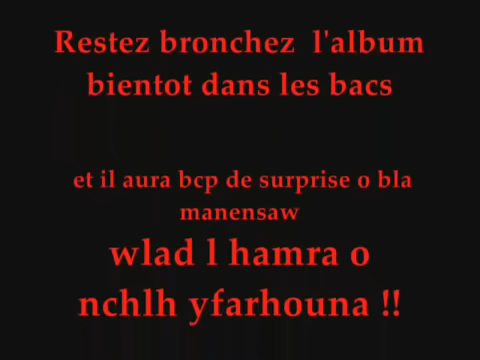 Restez bronchez l'album
bientot dans les bacs
et il aura bcp de surprise o bla
manensaw
wlad l hamra o
nchlh yfarhouna !!